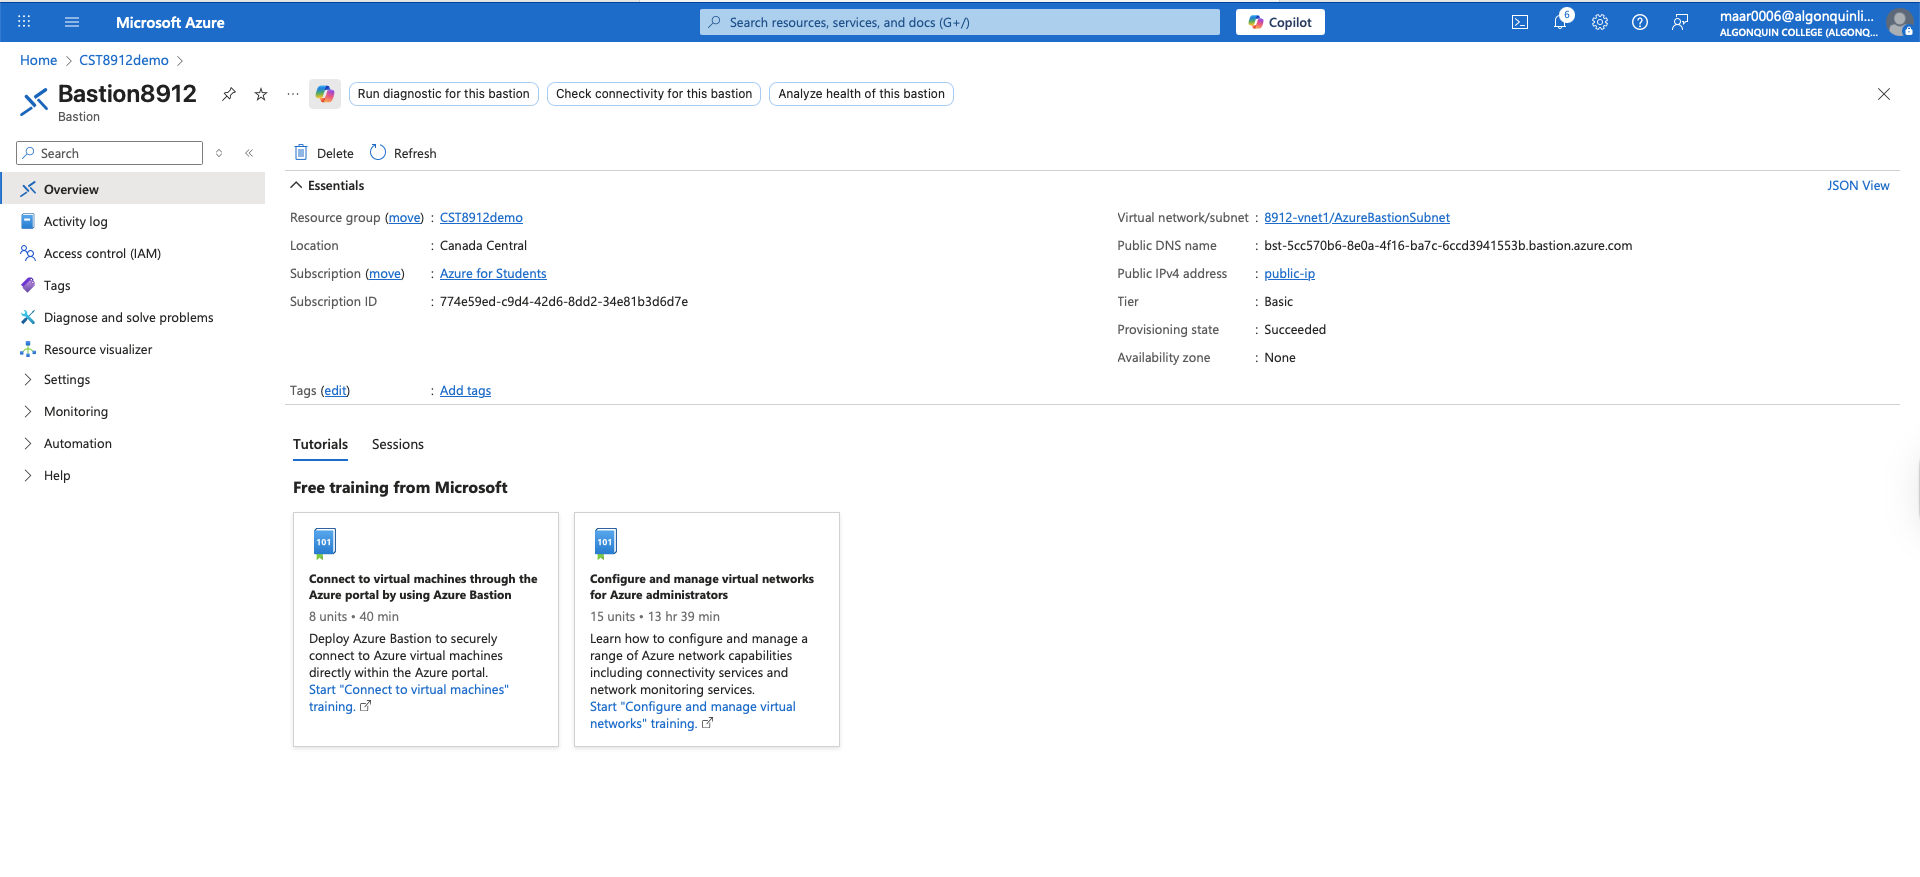 Microsoft Azure
Search resources, services, and docs (G+/)
Copilot
6
maar0006@algonquinli...
ALGONQUIN COLLEGE (ALGONQ...
Home > CST8912demo >
Bastion8912
Bastion
...
Run diagnostic for this bastion
Check connectivity for this bastion
Analyze health of this bastion
Search
Overview
Activity log
Access control (IAM)
Tags
Diagnose and solve problems
Resource visualizer
Settings
Monitoring
Automation
Help
Delete
Refresh
Essentials
JSON View
Resource group (move) : CST8912demo
Location : Canada Central
Subscription (move) : Azure for Students
Subscription ID : 774e59ed-c9d4-42d6-8dd2-34e81b3d6d7e
Virtual network/subnet : 8912-vnet1/AzureBastionSubnet
Public DNS name : bst-5cc570b6-8e0a-4f16-ba7c-6ccd3941553b.bastion.azure.com
Public IPv4 address : public-ip
Tier : Basic
Provisioning state : Succeeded
Availability zone : None
Tags (edit) : Add tags
Tutorials
Sessions
Free training from Microsoft
101
Connect to virtual machines through the
Azure portal by using Azure Bastion
8 units • 40 min
Deploy Azure Bastion to securely
connect to Azure virtual machines
directly within the Azure portal.
Start "Connect to virtual machines"
training.
101
Configure and manage virtual networks
for Azure administrators
15 units • 13 hr 39 min
Learn how to configure and manage a
range of Azure network capabilities
including connectivity services and
network monitoring services.
Start "Configure and manage virtual
networks" training.